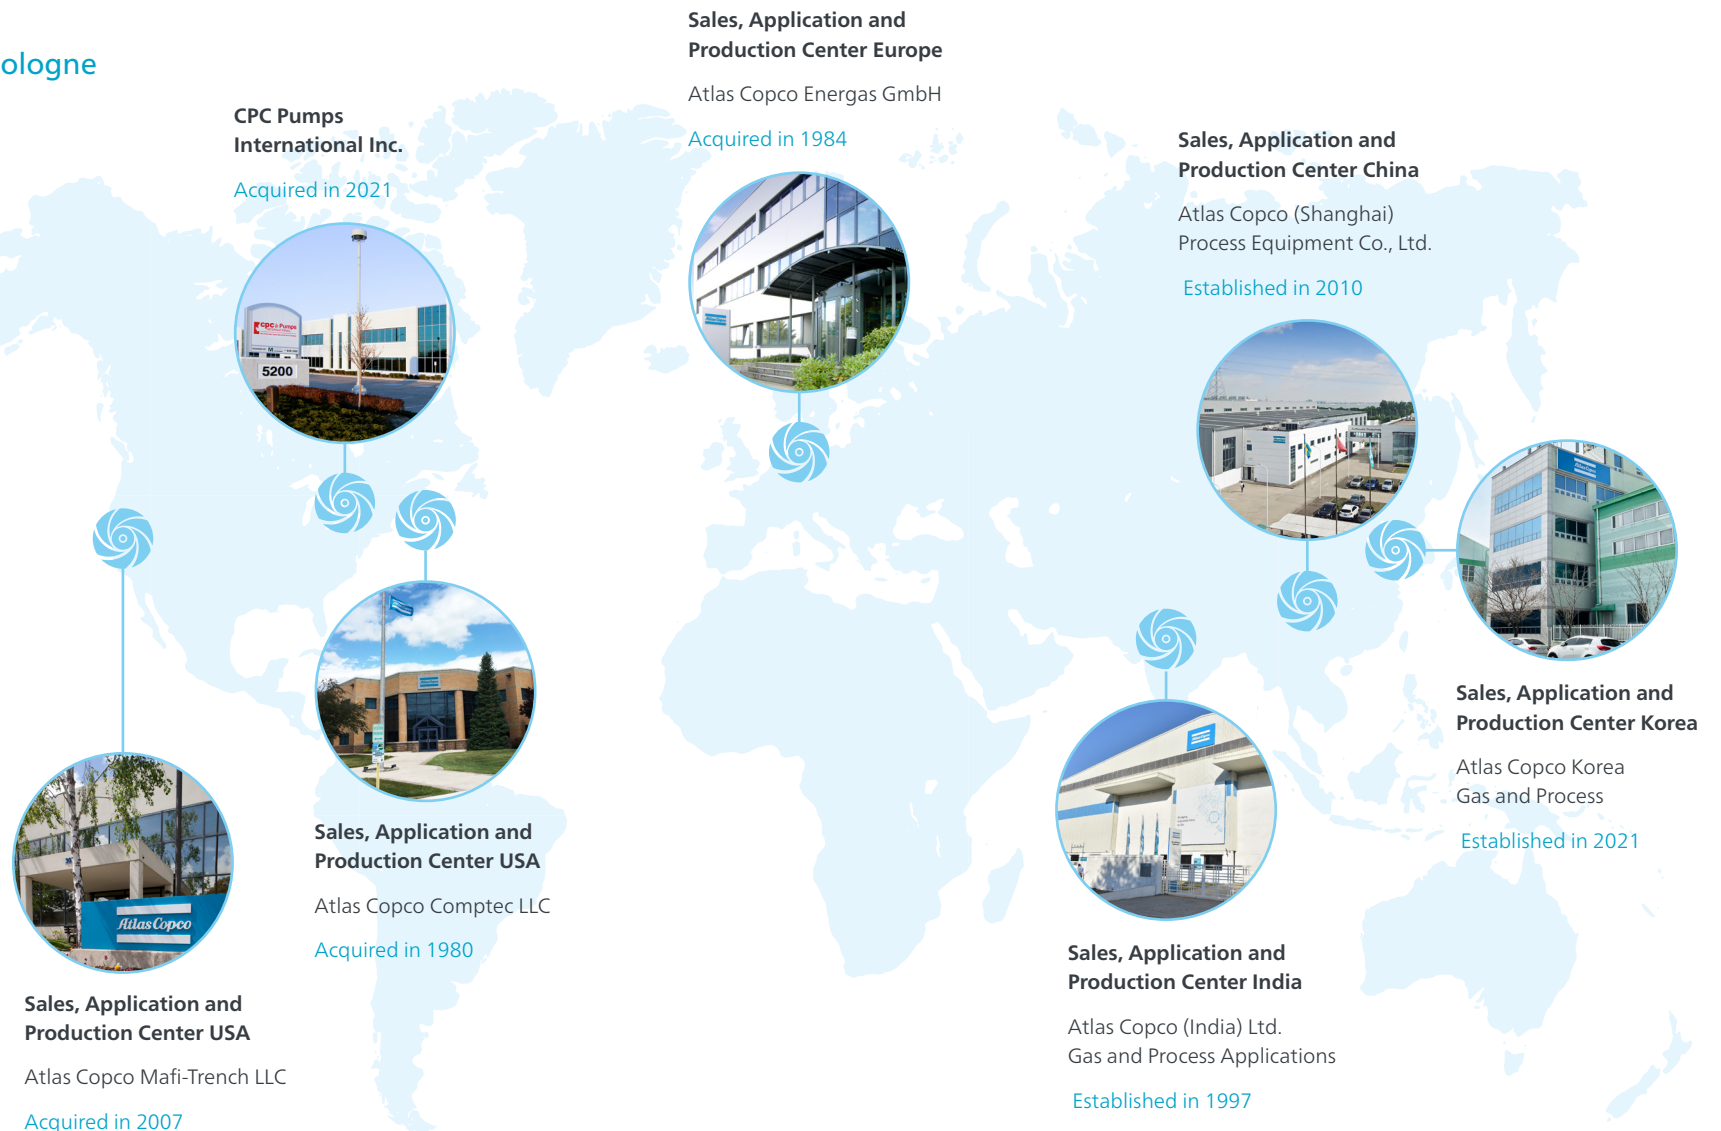 ologne
Sales, Application and
Production Center Europe
Atlas Copco Energas GmbH
Acquired in 1984
CPC Pumps
International Inc.
Acquired in 2021
cpc Pumps
5200
Sales, Application and
Production Center China
Atlas Copco (Shanghai)
Process Equipment Co., Ltd.
Established in 2010
Atlas Copco
Sales, Application and
Production Center Korea
Atlas Copco Korea
Gas and Process
Established in 2021
Sales, Application and
Production Center USA
Atlas Copco Comptec LLC
Acquired in 1980
Atlas Copco
Sales, Application and
Production Center USA
Atlas Copco Mafi-Trench LLC
Acquired in 2007
Sales, Application and
Production Center India
Atlas Copco (India) Ltd.
Gas and Process Applications
Established in 1997